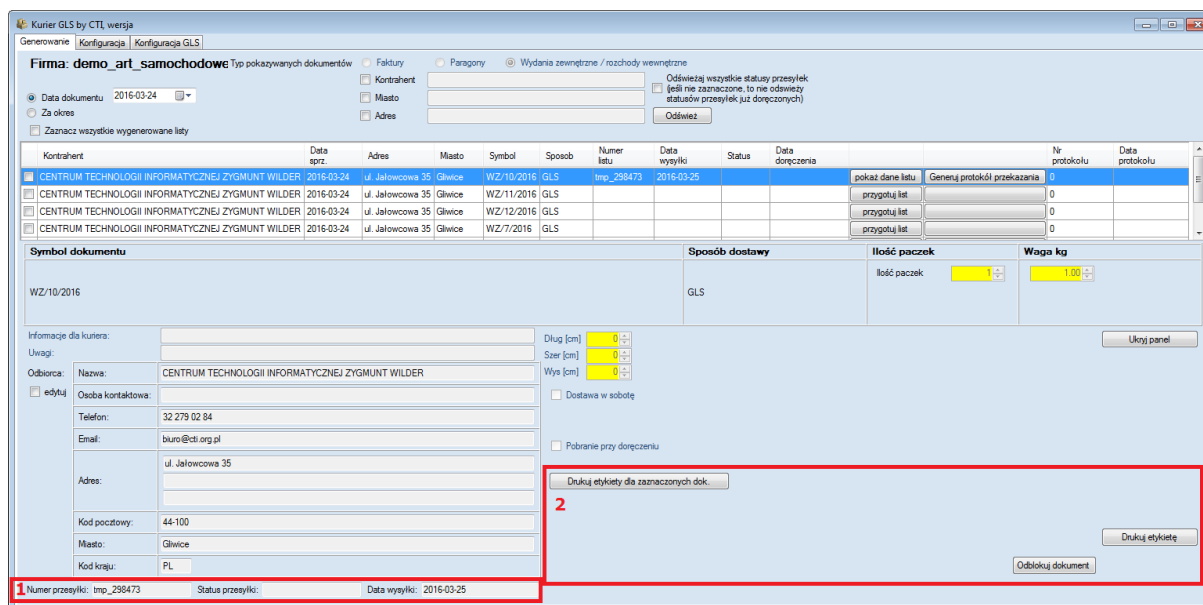 Kurier GLS by CTI, wersja
Generowanie Konfiguracja Konfiguracja GLS
Firma: demo_art_samochodowe Typ pokazywanych dokumentów Faktury Paragony Wydania zewnętrzne / rozchody wewnętrzne
Kontrahent
Data dokumentu 2016-03-24 Miasto
Za okres Adres
Odświeżaj wszystkie statusy przesyłek
(jeśli nie zaznaczone, to nie odswieży
statusów przesyłek już doręczonych)
Odśwież
Zaznacz wszystkie wygenerowane listy
Kontrahent Data sprz. Adres Miasto Symbol Sposob Numer listu Data wysyłki Status Data doręczenia Nr protokołu Data protokołu
CENTRUM TECHNOLOGII INFORMATYCZNEJ ZYGMUNT WILDER 2016-03-24 ul. Jałowcowa 35 Gliwice WZ/10/2016 GLS tmp_298473 2016-03-25 pokaż dane listu Generuj protokół przekazania 0
CENTRUM TECHNOLOGII INFORMATYCZNEJ ZYGMUNT WILDER 2016-03-24 ul. Jałowcowa 35 Gliwice WZ/11/2016 GLS przygotuj list 0
CENTRUM TECHNOLOGII INFORMATYCZNEJ ZYGMUNT WILDER 2016-03-24 ul. Jałowcowa 35 Gliwice WZ/12/2016 GLS przygotuj list 0
CENTRUM TECHNOLOGII INFORMATYCZNEJ ZYGMUNT WILDER 2016-03-24 ul. Jałowcowa 35 Gliwice WZ/7/2016 GLS przygotuj list 0
Symbol dokumentu Sposób dostawy Ilość paczek Waga kg
Ilość paczek 1 1.00
WZ/10/2016 GLS
Informacje dla kuriera: Dług [cm] 0 Ukryj panel
Uwagi: Szer [cm] 0
Odbiorca: Nazwa: CENTRUM TECHNOLOGII INFORMATYCZNEJ ZYGMUNT WILDER Wys [cm] 0
edytuj Osoba kontaktowa: Dostawa w sobotę
Telefon: 32 279 02 84
Email: biuro@cti.org.pl Pobranie przy doręczeniu
ul. Jałowcowa 35
Adres: Drukuj etykiety dla zaznaczonych dok.
2
Kod pocztowy: 44-100
Miasto: Gliwice Drukuj etykietę
Kod kraju: PL Odblokuj dokument
1 Numer przesyłki: tmp_298473 Status przesyłki: Data wysyłki: 2016-03-25